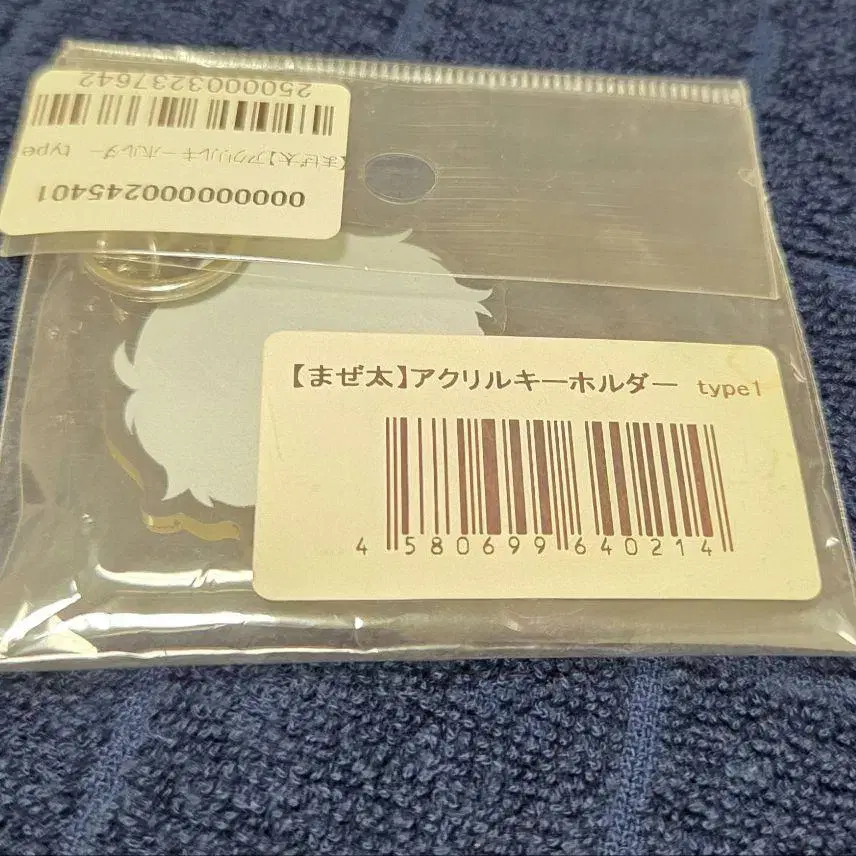 0000000000245401
【まぜ太】アクリルキーホルダー type
2500003237642
【まぜ太】アクリルキーホルダー type1
4 580699 640214